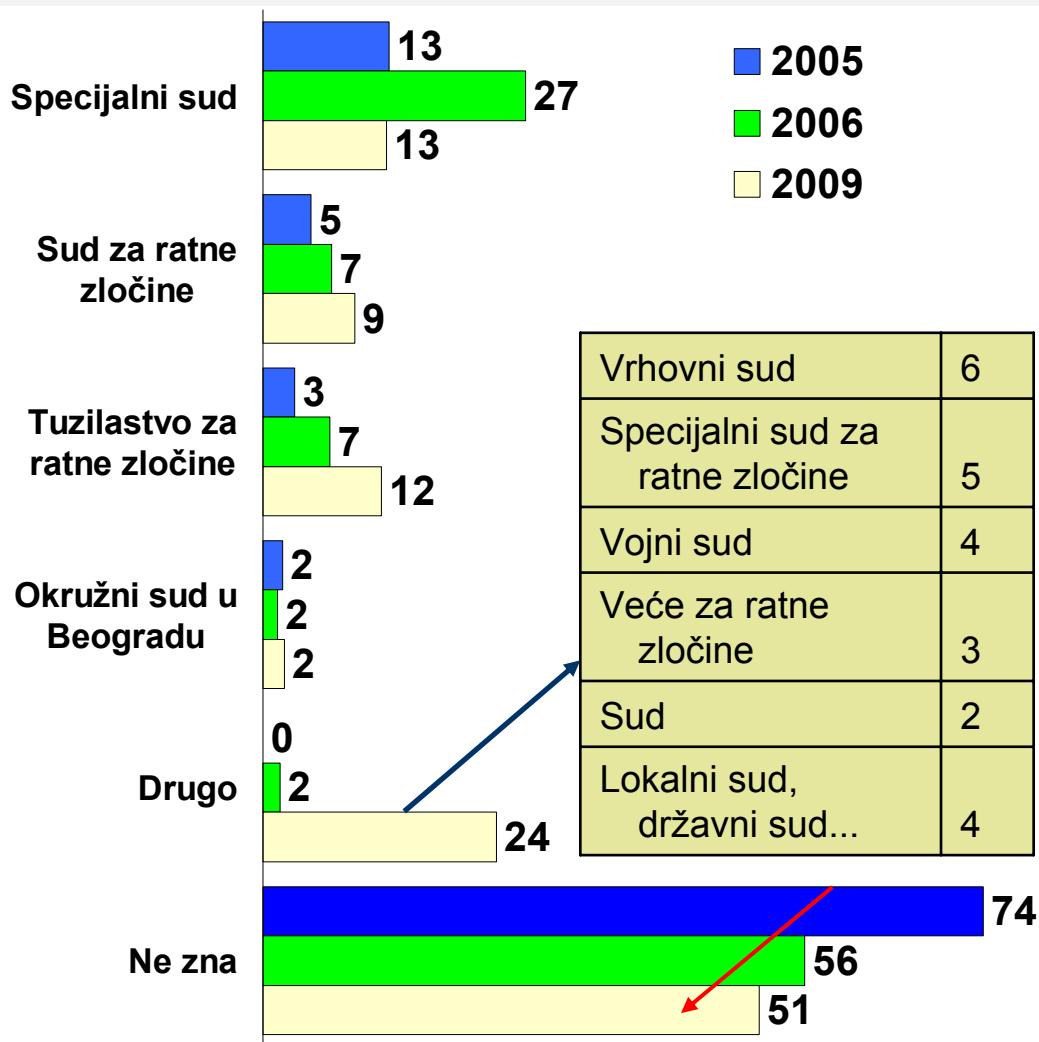 Specijalni sud
13
27
13
2005
2006
2009
Sud za ratne
zločine
5
7
9
Tuzilastvo za
ratne zločine
3
7
12
Okružni sud u
Beogradu
2
2
2
Drugo
0
2
24
Vrhovni sud 6
Specijalni sud za
ratne zločine 5
Vojni sud 4
Veće za ratne
zločine 3
Sud 2
Lokalni sud,
državni sud... 4
Ne zna
74
56
51